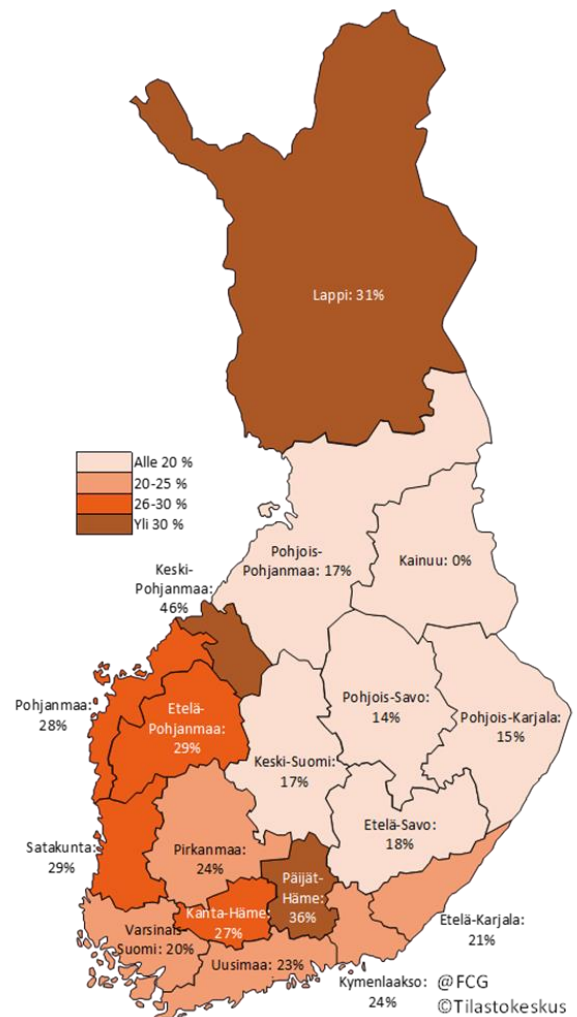 Lappi: 31%
Alle 20 %
20-25 %
26-30 %
Yli 30 %
Pohjois-
Pohjanmaa: 17%
Kainuu: 0%
Keski-
Pohjanmaa:
46%
Pohjanmaa:
28%
Etelä-
Pohjanmaa:
29%
Pohjois-Savo:
14%
Pohjois-Karjala:
15%
Keski-Suomi:
17%
Etelä-Savo:
18%
Satakunta:
29%
Pirkanmaa:
24%
Päijät-
Häme:
36%
Kanta-Häme:
27%
Etelä-Karjala:
21%
Varsinais
Suomi: 20%
Uusimaa: 23%
Kymenlaakso:
24%
@FCG
©Tilastokeskus